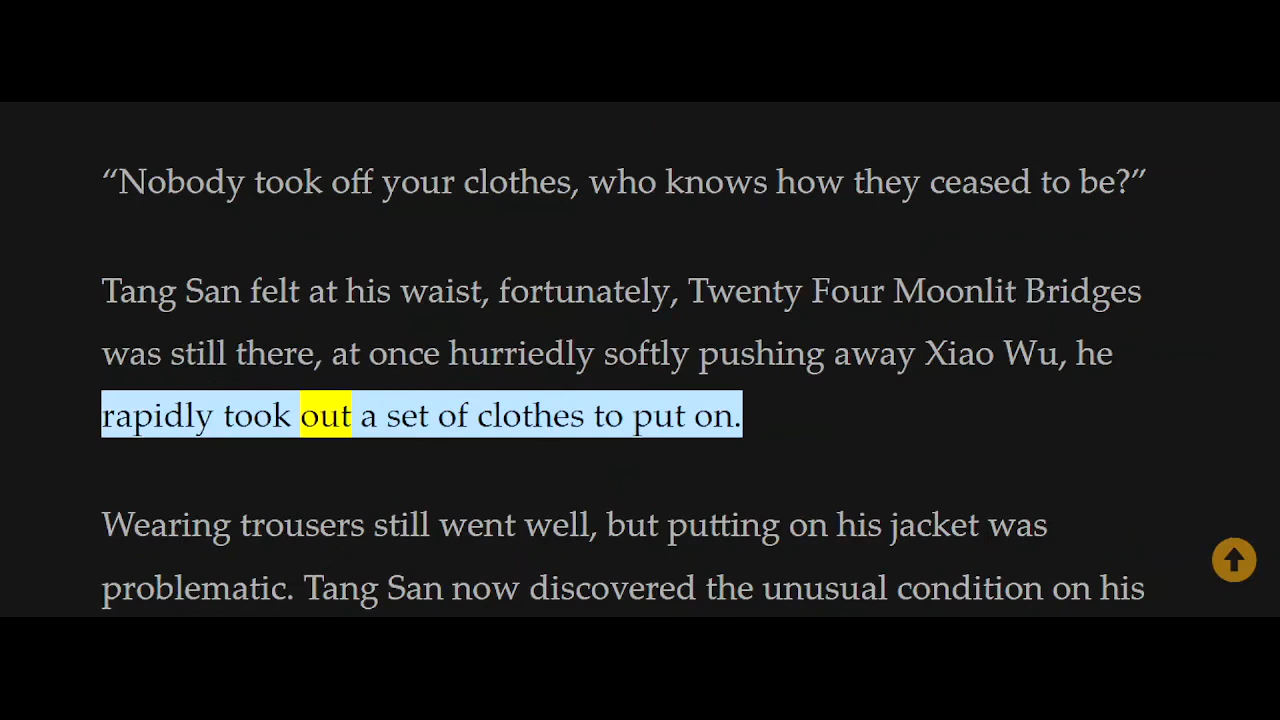 “Nobody took off your clothes, who knows how they ceased to be?”
Tang San felt at his waist, fortunately, Twenty Four Moonlit Bridges
was still there, at once hurriedly softly pushing away Xiao Wu, he
rapidly took out a set of clothes to put on.
Wearing trousers still went well, but putting on his jacket was
problematic. Tang San now discovered the unusual condition on his